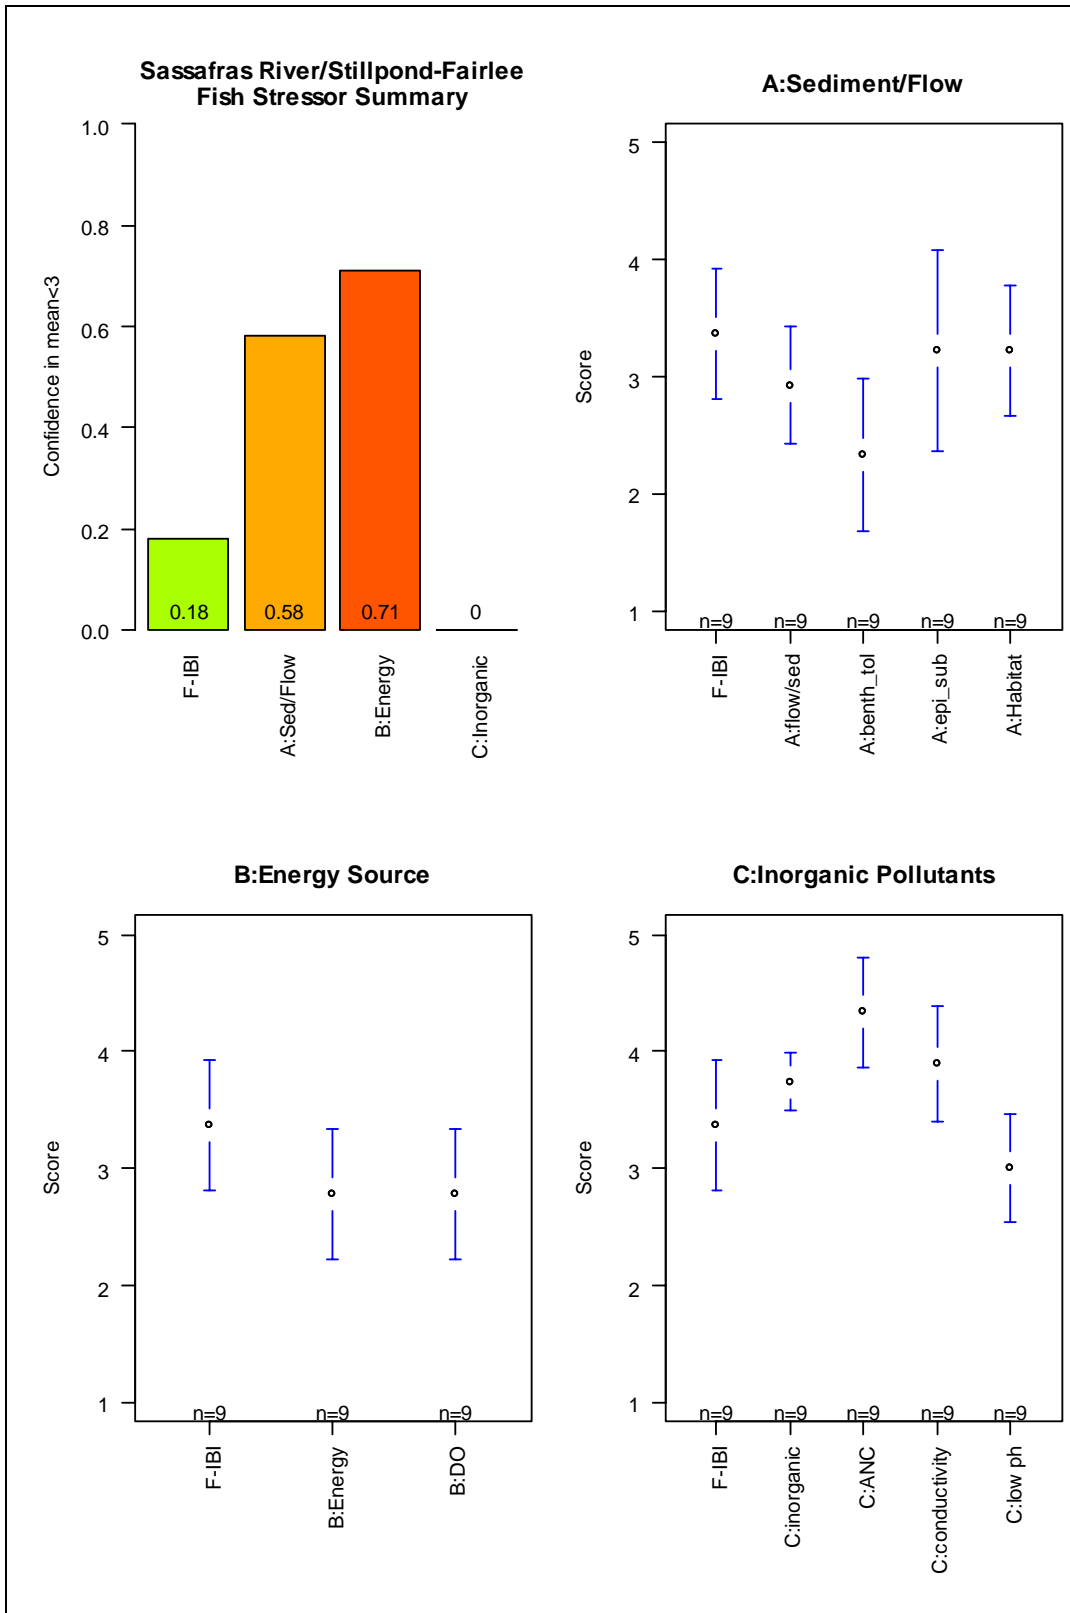 Sassafras River/Stillpond-Fairlee
Fish Stressor Summary
Confidence in mean<3
1.0
0.8
0.6
0.4
0.2
0.0
0.18
0.58
0.71
0
F-IBI
A:Sed/Flow
B:Energy
C:Inorganic
A:Sediment/Flow
Score
5
4
3
2
1
n=9
n=9
n=9
n=9
n=9
F-IBI
A:flow/sed
A:benth_tol
A:epi_sub
A:Habitat
B:Energy Source
Score
5
4
3
2
1
n=9
n=9
n=9
F-IBI
B:Energy
B:DO
C:Inorganic Pollutants
Score
5
4
3
2
1
n=9
n=9
n=9
n=9
n=9
F-IBI
C:inorganic
C:ANC
C:conductivity
C:low ph